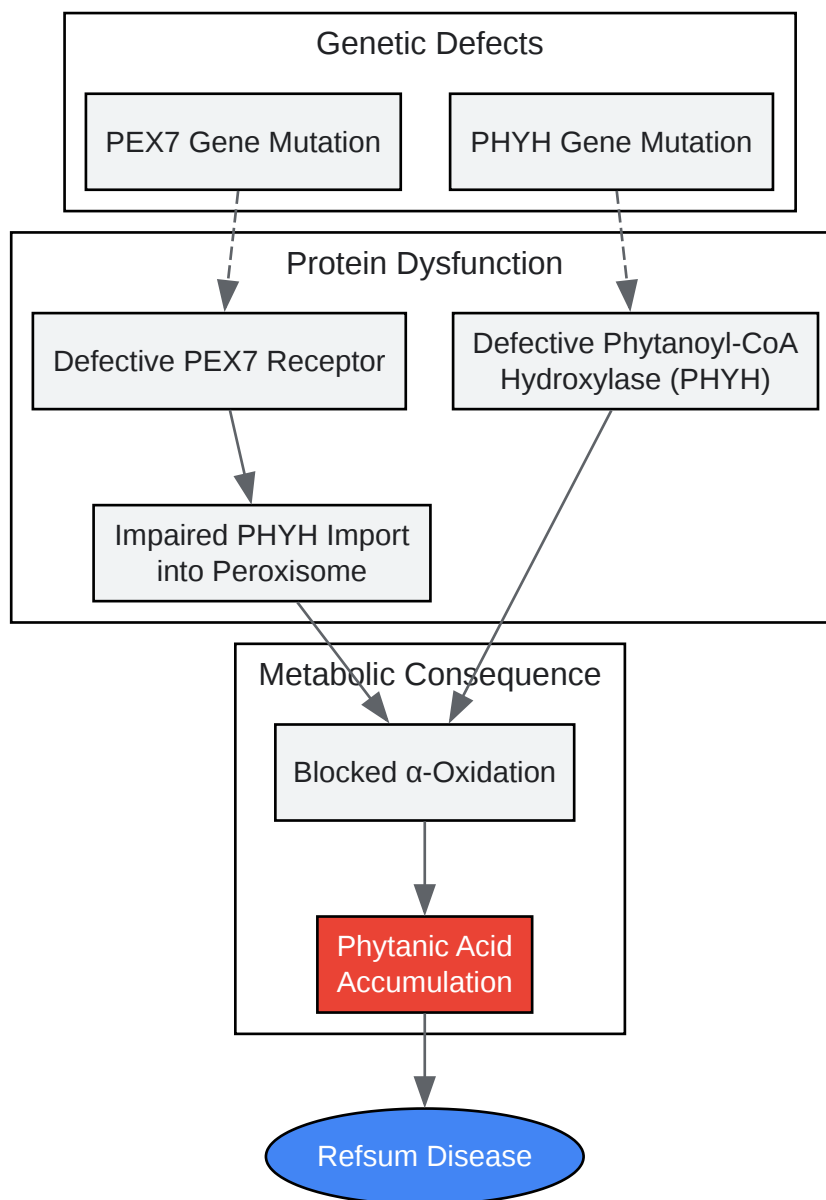 Genetic Defects
PEX7 Gene Mutation
PHYH Gene Mutation
Protein Dysfunction
Defective PEX7 Receptor
Defective Phytanoyl-CoA
Hydroxylase (PHYH)
Impaired PHYH Import
into Peroxisome
Metabolic Consequence
Blocked α-Oxidation
Phytanic Acid
Accumulation
Refsum Disease